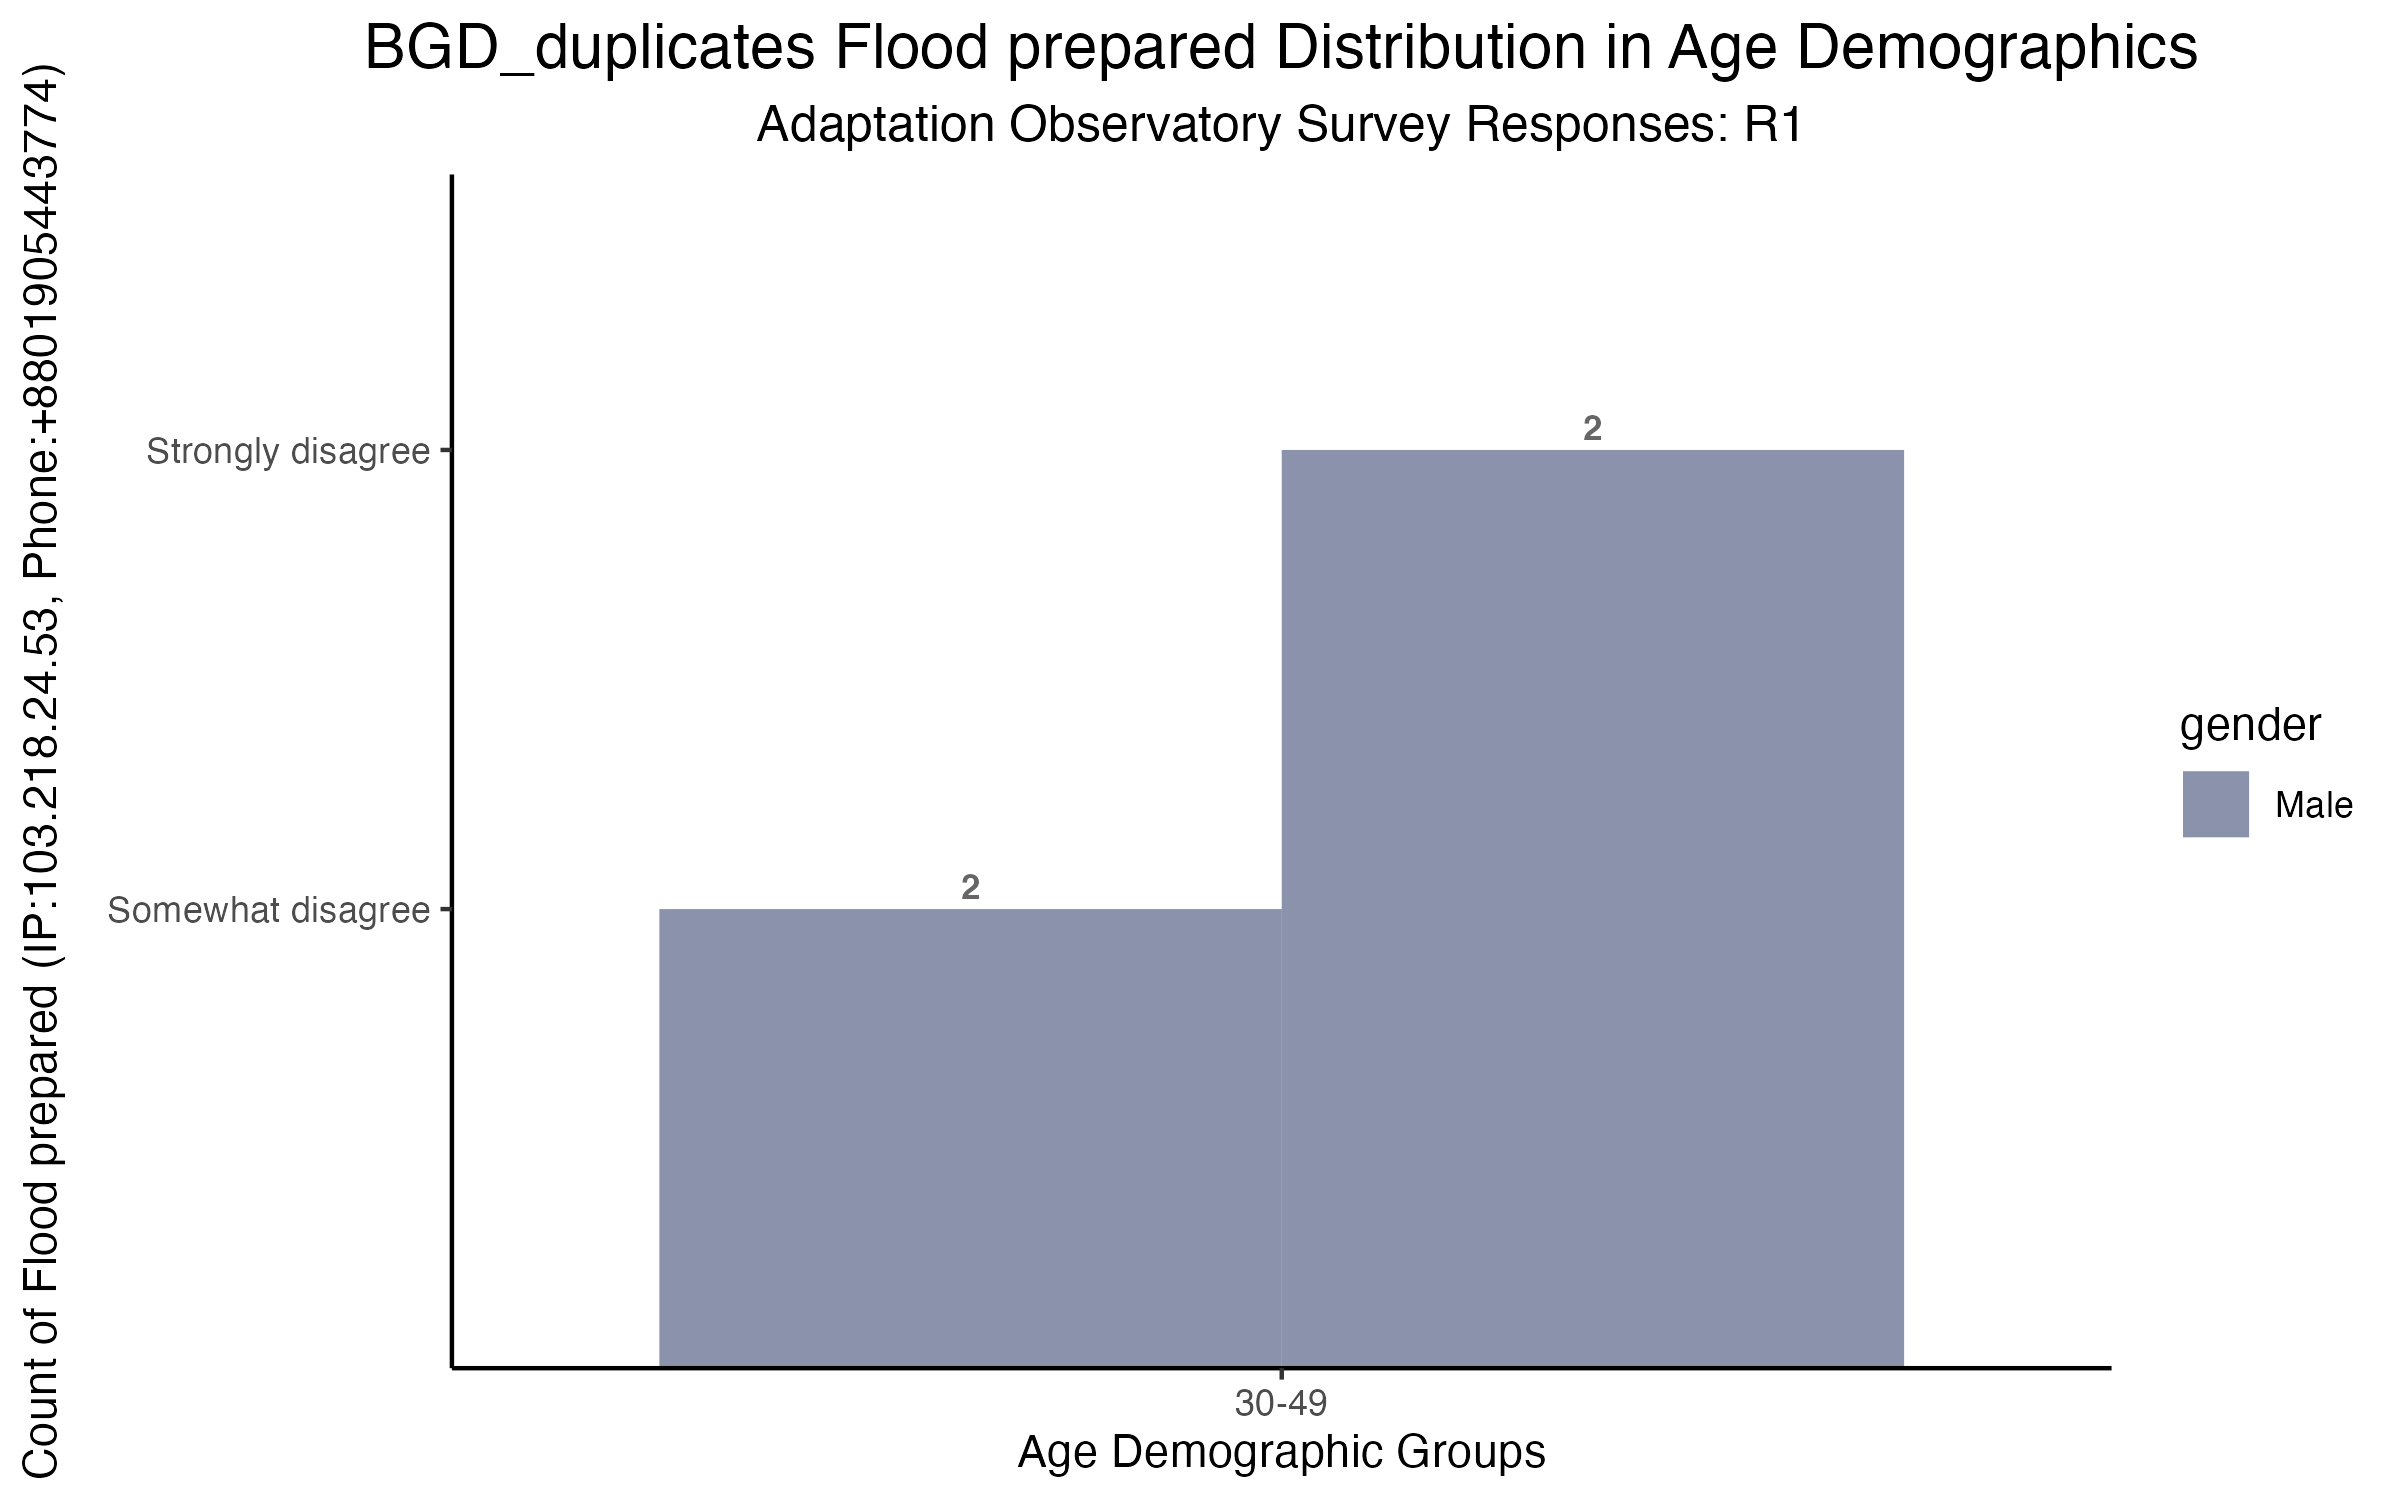 BGD_duplicates Flood prepared Distribution in Age Demographics
Adaptation Observatory Survey Responses: R1
Count of Flood prepared (IP:103.218.24.53, Phone:+8801905443774)
Strongly disagree
Somewhat disagree
2
2
30-49
Age Demographic Groups
gender
Male